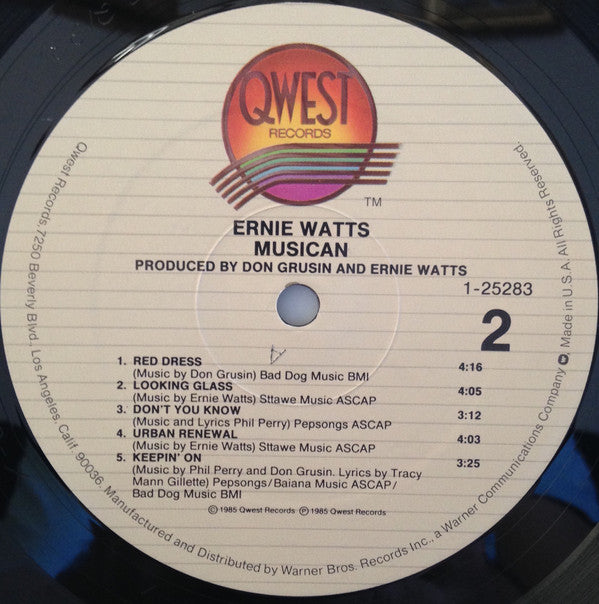 QWEST
RECORDS
TM
ERNIE WATTS
MUSICAN
PRODUCED BY DON GRUSIN AND ERNIE WATTS
1-25283
2
1. RED DRESS 4:16
(Music by Don Grusin) Bad Dog Music BMI
2. LOOKING GLASS 4:05
(Music by Ernie Watts) Sttawe Music ASCAP
3. DON'T YOU KNOW 3:12
(Music and Lyrics Phil Perry) Pepsongs ASCAP
4. URBAN RENEWAL 4:03
(Music by Ernie Watts) Sttawe Music ASCAP
5. KEEPIN' ON 3:25
(Music by Phil Perry and Don Grusin. Lyrics by Tracy
Mann Gillette) Pepsongs/Baiana Music ASCAP/
Bad Dog Music BMI
© 1985 Qwest Records ℗ 1985 Qwest Records
Qwest Records, 7250 Beverly Blvd., Los Angeles, Calif. 90036, Manufactured and Distributed by Warner Bros. Records Inc., a Warner Communications Company Made in U.S.A. All Rights Reserved.